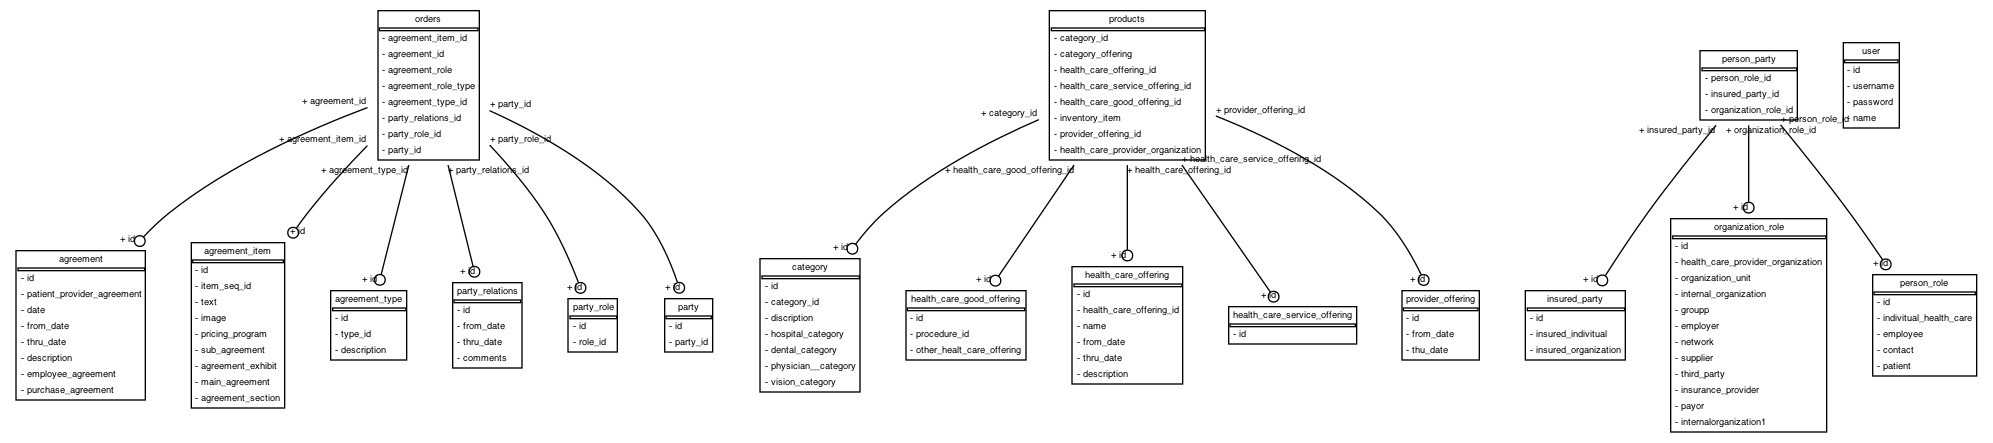 orders
- agreement_item_id
- agreement_id
- agreement_role
- agreement_role_type
- agreement_type_id
- party_relations_id
- party_role_id
- party_id
+ agreement_id
+ agreement_item_id
+ agreement_type_id
+ party_relations_id
+ party_role_id
+ party_id
+ id
+ id
+ id
+ id
+ id
+ id
agreement
- id
- patient_provider_agreement
- date
- from_date
- thru_date
- description
- employee_agreement
- purchase_agreement
agreement_item
- id
- item_seq_id
- text
- image
- pricing_program
- sub_agreement
- agreement_exhibit
- main_agreement
- agreement_section
agreement_type
- id
- type_id
- description
party_relations
- id
- from_date
- thru_date
- comments
party_role
- id
- role_id
party
- id
- party_id
products
- category_id
- category_offering
- health_care_offering_id
- health_care_service_offering_id
- health_care_good_offering_id
- inventory_item
- provider_offering_id
- health_care_provider_organization
+ category_id
+ health_care_good_offering_id
+ health_care_offering_id
+ health_care_service_offering_id
+ provider_offering_id
+ id
+ id
+ id
+ id
+ id
category
- id
- category_id
- discription
- hospital_category
- dental_category
- physician__category
- vision_category
health_care_good_offering
- id
- procedure_id
- other_healt_care_offering
health_care_offering
- id
- health_care_offering_id
- name
- from_date
- thru_date
- description
health_care_service_offering
- id
provider_offering
- id
- from_date
- thu_date
person_party
- person_role_id
- insured_party_id
- organization_role_id
+ insured_party_id
+ organization_role_id
+ person_role_id
+ id
+ id
+ id
insured_party
- id
- insured_indivitual
- insured_organization
organization_role
- id
- health_care_provider_organization
- organization_unit
- internal_organization
- groupp
- employer
- network
- supplier
- third_party
- insurance_provider
- payor
- internalorganization1
person_role
- id
- indivitual_health_care
- employee
- contact
- patient
user
- id
- username
- password
- name